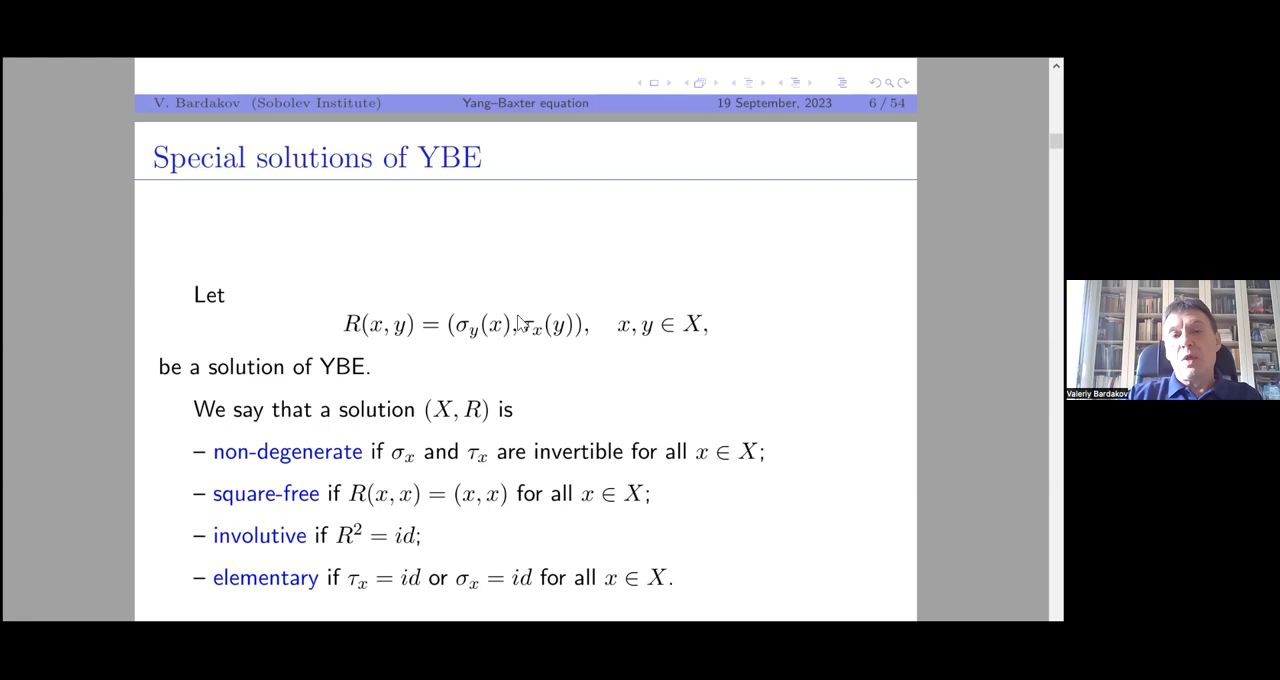 V. Bardakov (Sobolev Institute) Yang–Baxter equation 19 September, 2023 6 / 54
Special solutions of YBE
Let
R(x, y) = (σ_y(x), τ_x(y)), x, y ∈ X,
be a solution of YBE.
We say that a solution (X, R) is
– non-degenerate if σ_x and τ_x are invertible for all x ∈ X;
– square-free if R(x, x) = (x, x) for all x ∈ X;
– involutive if R² = id;
– elementary if τ_x = id or σ_x = id for all x ∈ X.
Valeriy Bardakov